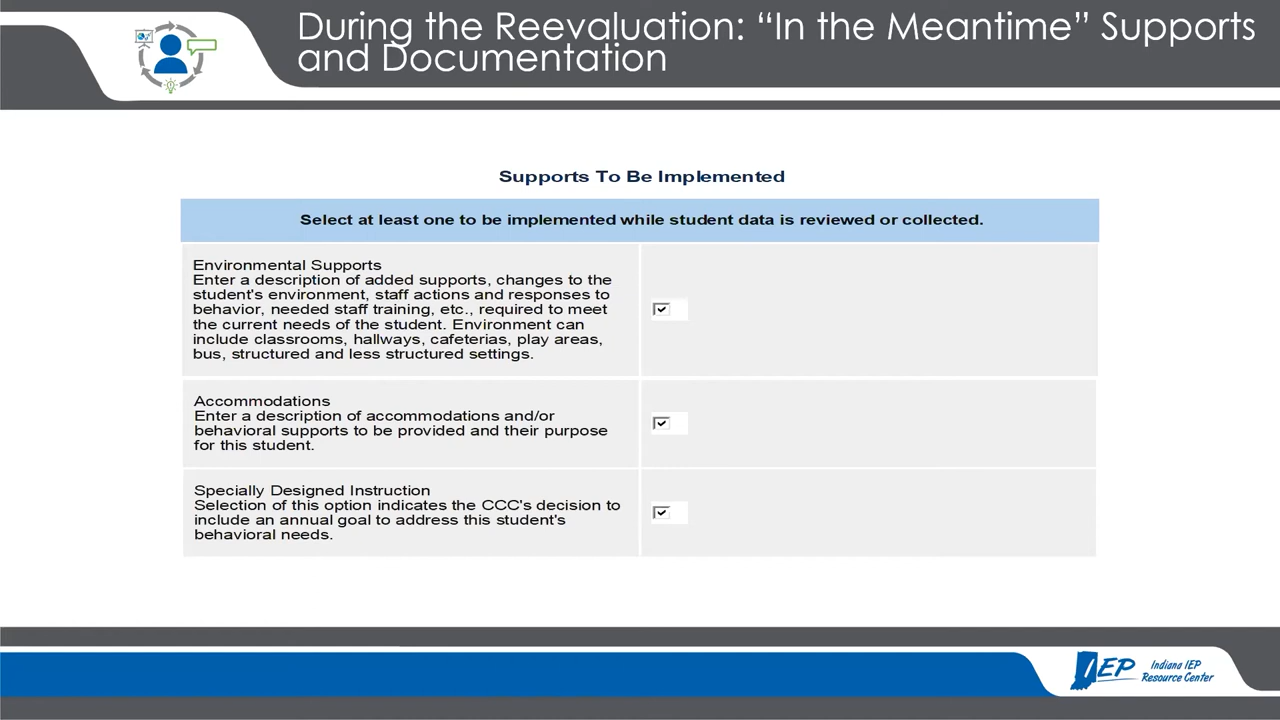 During the Reevaluation: “In the Meantime” Supports
and Documentation
Supports To Be Implemented
Select at least one to be implemented while student data is reviewed or collected.
Environmental Supports
Enter a description of added supports, changes to the
student's environment, staff actions and responses to
behavior, needed staff training, etc., required to meet
the current needs of the student. Environment can
include classrooms, hallways, cafeterias, play areas,
bus, structured and less structured settings.
Accommodations
Enter a description of accommodations and/or
behavioral supports to be provided and their purpose
for this student.
Specially Designed Instruction
Selection of this option indicates the CCC's decision to
include an annual goal to address this student's
behavioral needs.
IEP
Indiana IEP
Resource Center